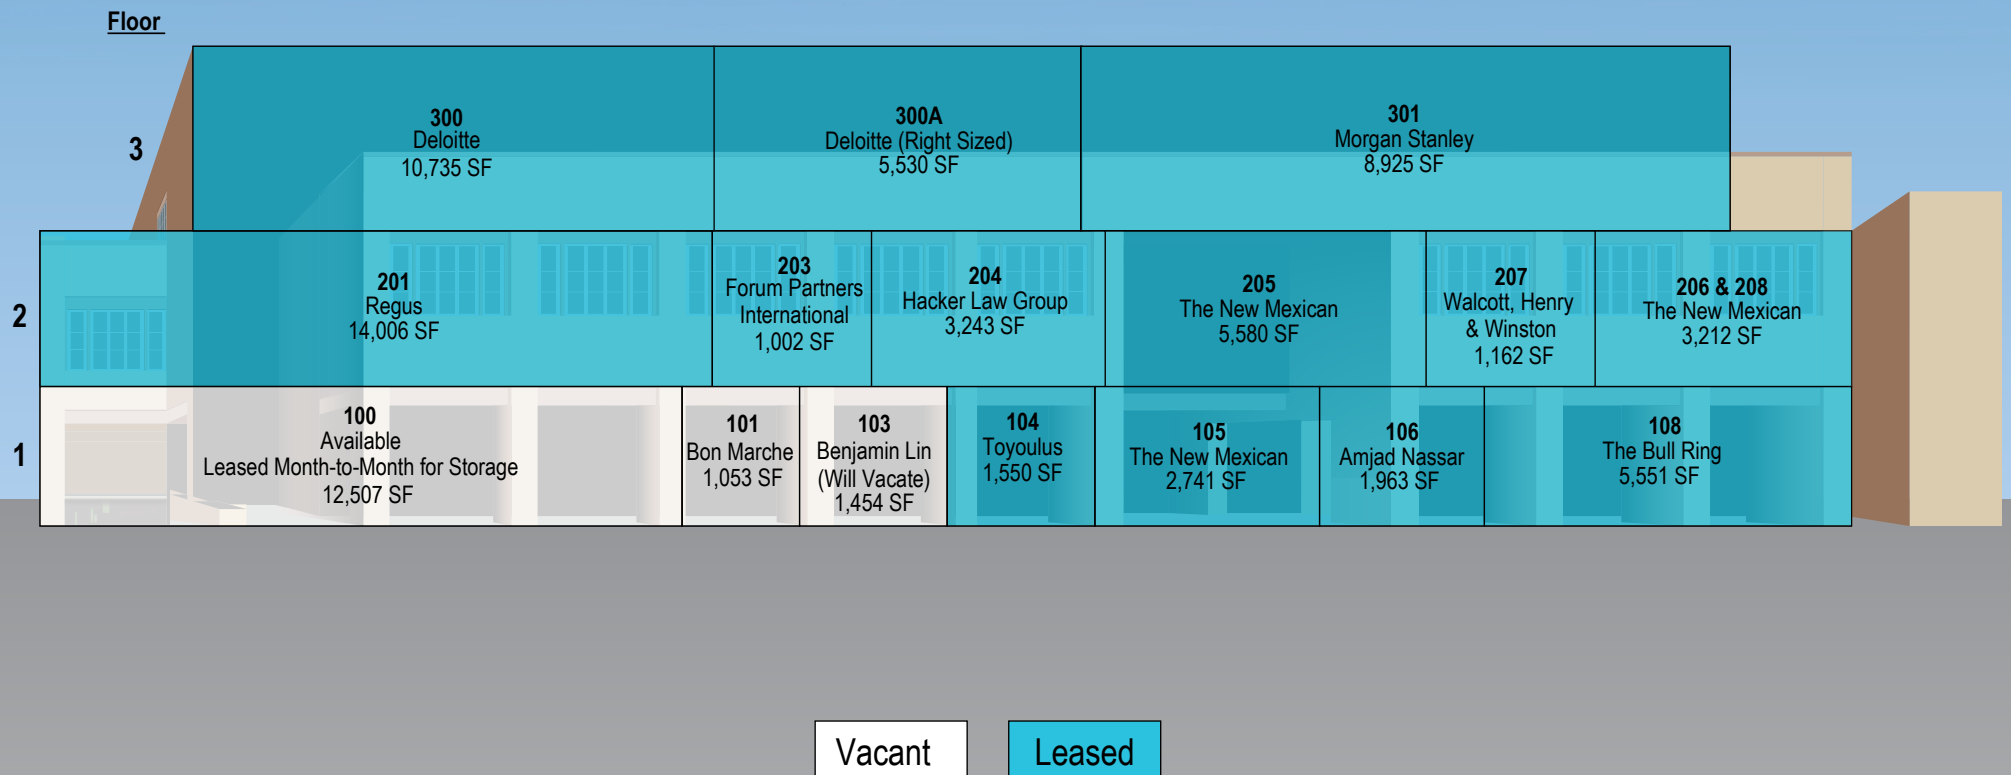 Floor
3
300
Deloitte
10,735 SF
300A
Deloitte (Right Sized)
5,530 SF
301
Morgan Stanley
8,925 SF
2
201
Regus
14,006 SF
203
Forum Partners
International
1,002 SF
204
Hacker Law Group
3,243 SF
205
The New Mexican
5,580 SF
207
Walcott, Henry
& Winston
1,162 SF
206 & 208
The New Mexican
3,212 SF
1
100
Available
Leased Month-to-Month for Storage
12,507 SF
101
Bon Marche
1,053 SF
103
Benjamin Lin
(Will Vacate)
1,454 SF
104
Toyoulus
1,550 SF
105
The New Mexican
2,741 SF
106
Amjad Nassar
1,963 SF
108
The Bull Ring
5,551 SF
Vacant
Leased